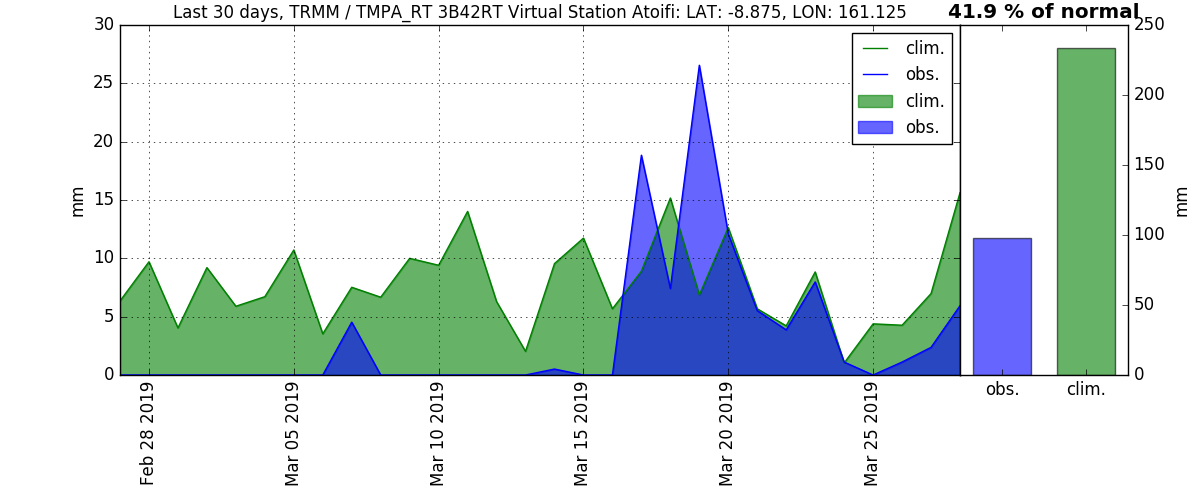 Last 30 days, TRMM / TMPA_RT 3B42RT Virtual Station Atoifi: LAT: -8.875, LON: 161.125
41.9 % of normal
30
25
20
15
10
5
0
mm
clim.
obs.
clim.
obs.
Feb 28 2019
Mar 05 2019
Mar 10 2019
Mar 15 2019
Mar 20 2019
Mar 25 2019
250
200
150
100
50
0
mm
obs.
clim.